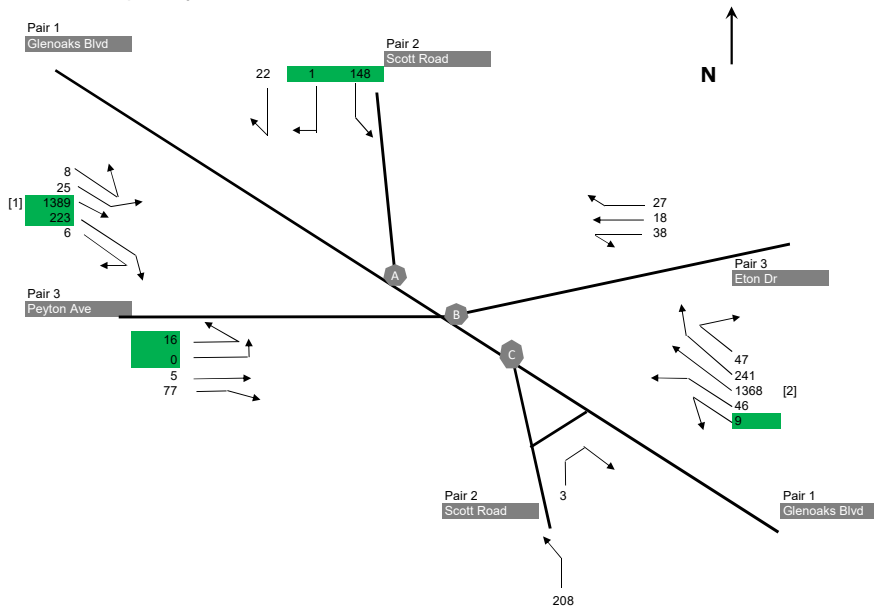 Pair 1
Glenoaks Blvd
Pair 2
Scott Road
22 1 148
N
8
25
[1] 1389
223
6
27
18
38
A
Pair 3
Eton Dr
Pair 3
Peyton Ave
B
16
0
5
77
C
47
241
1368 [2]
46
9
Pair 2
Scott Road
3
Pair 1
Glenoaks Blvd
208